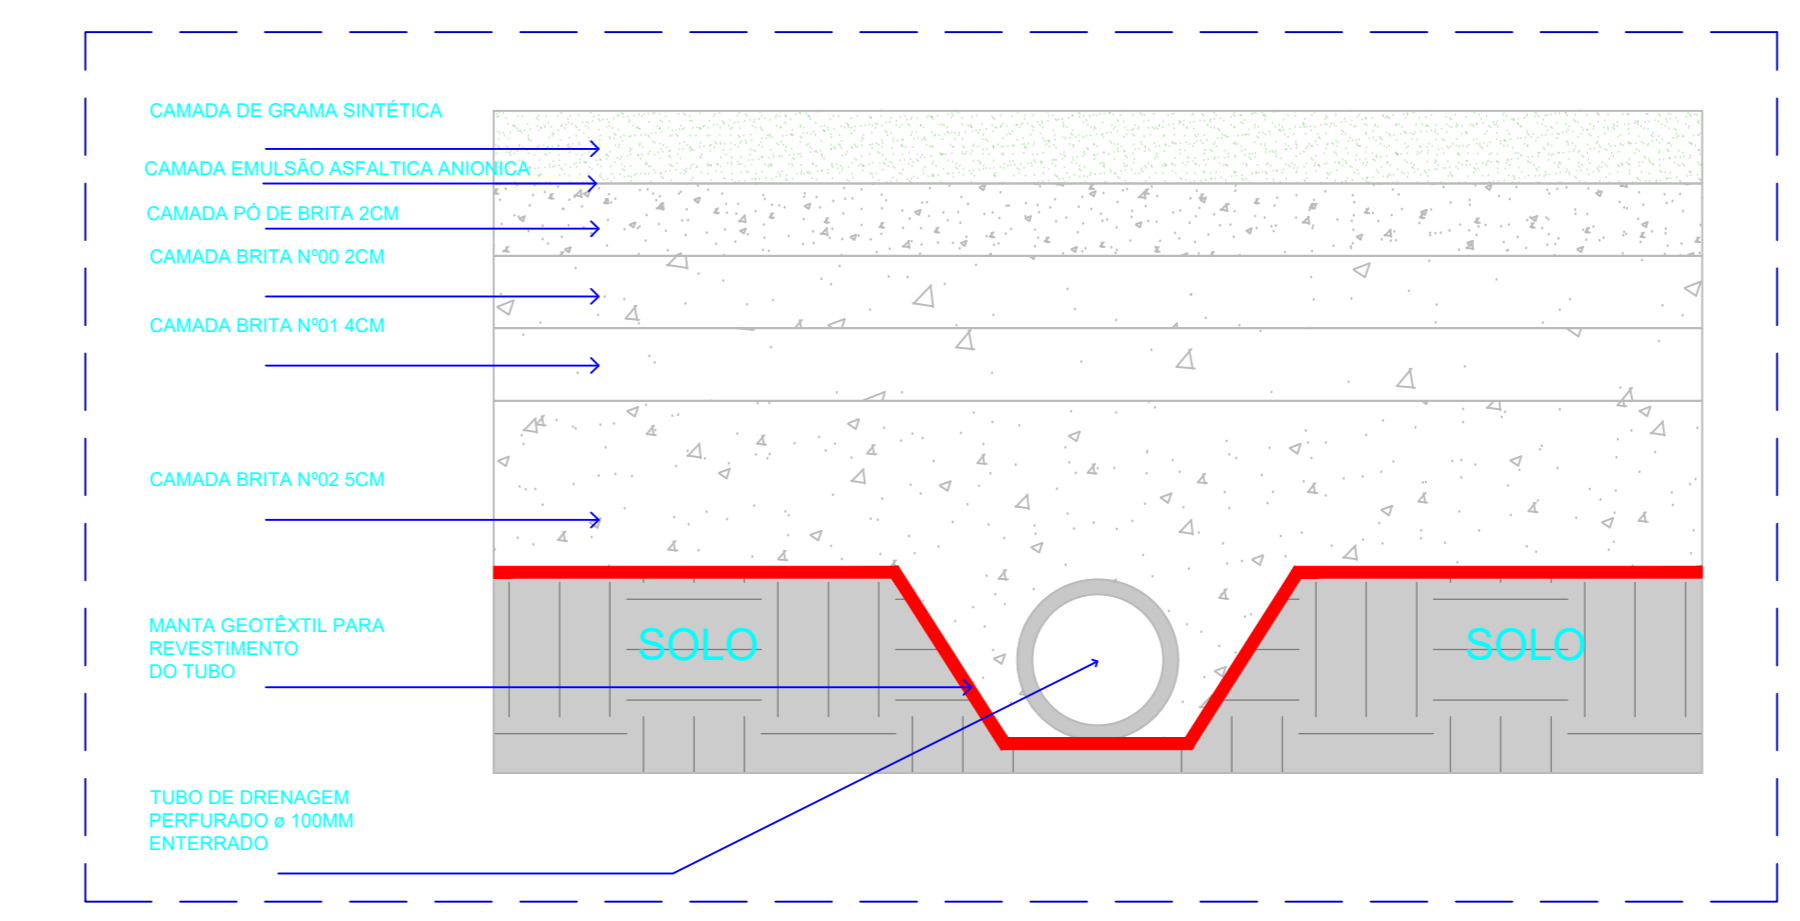 CAMADA DE GRAMA SINTÉTICA
CAMADA EMULSÃO ASFALTICA ANIONICA
CAMADA PÓ DE BRITA 2CM
CAMADA BRITA Nº00 2CM
CAMADA BRITA Nº01 4CM
CAMADA BRITA Nº02 5CM
MANTA GEOTÊXTIL PARA
REVESTIMENTO
DO TUBO
SOLO
SOLO
TUBO DE DRENAGEM
PERFURADO ø 100MM
ENTERRADO